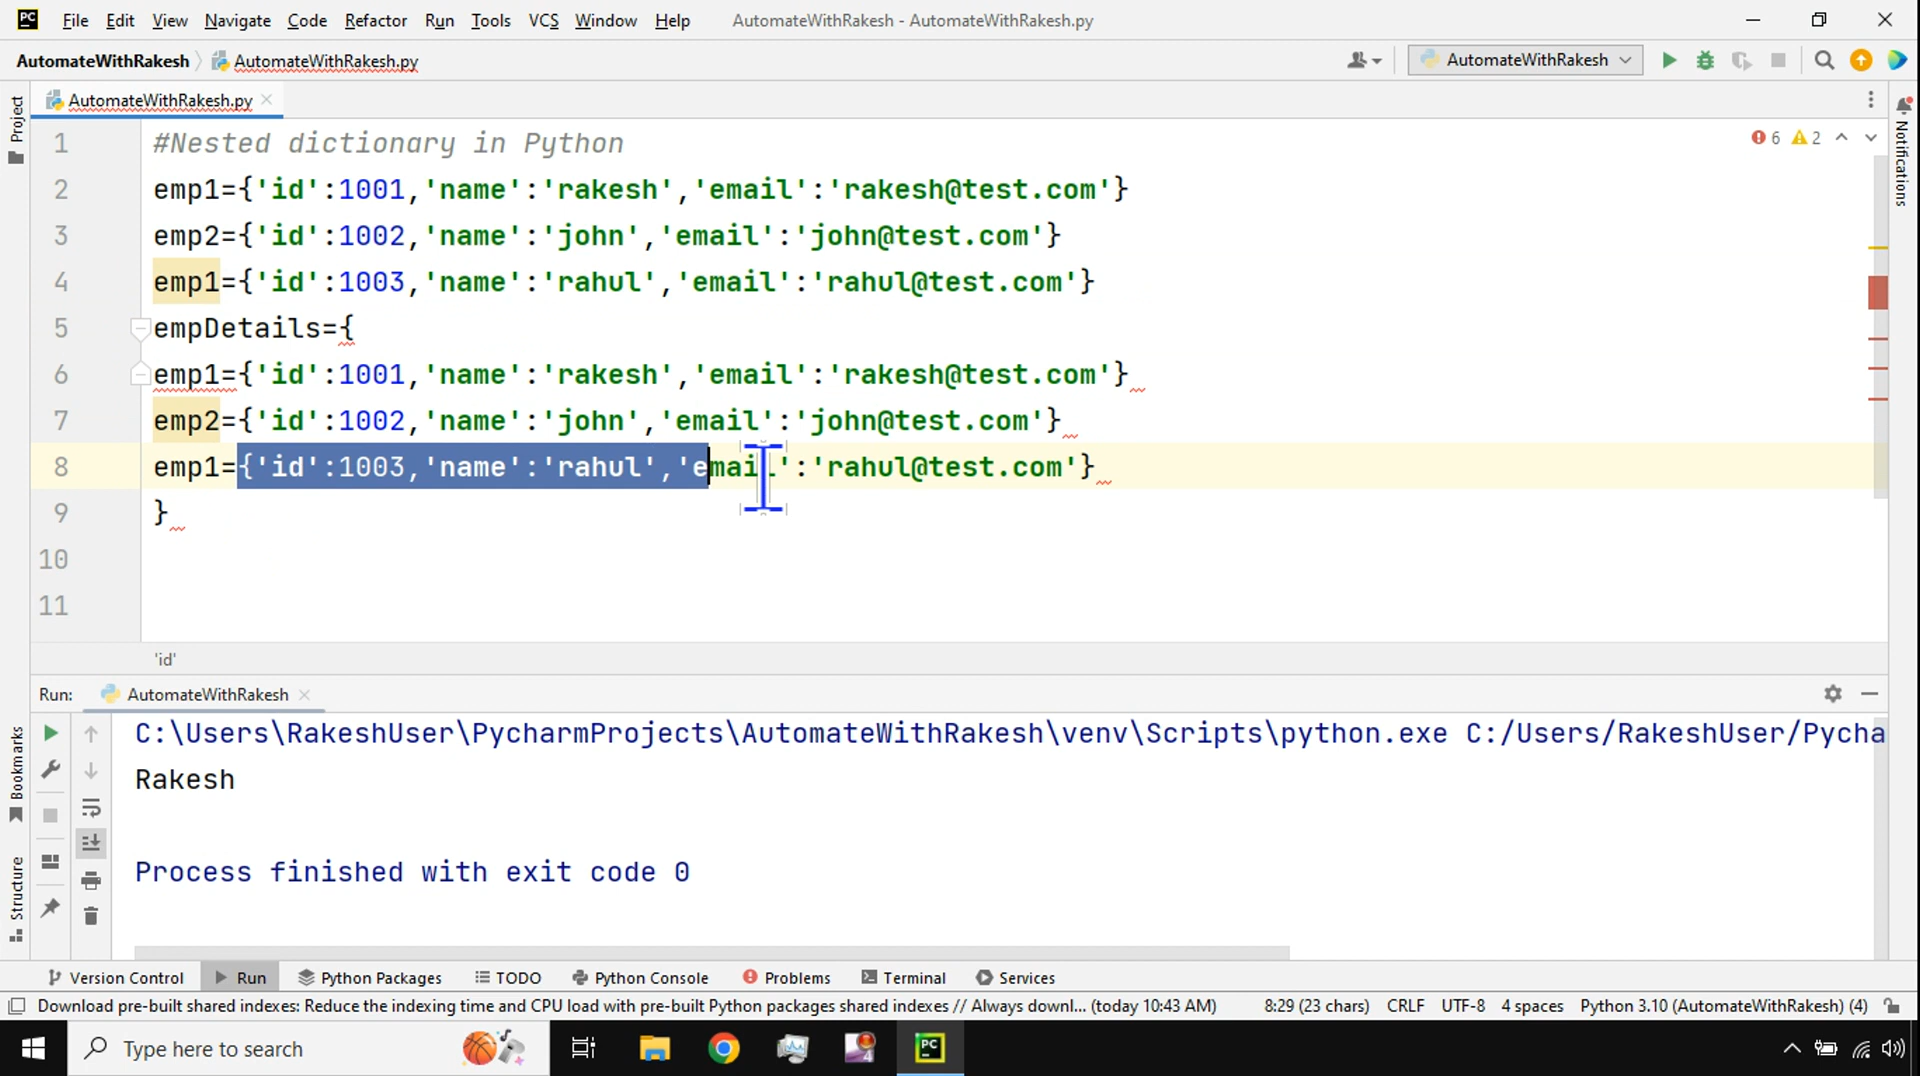 PC File Edit View Navigate Code Refactor Run Tools VCS Window Help AutomateWithRakesh - AutomateWithRakesh.py
AutomateWithRakesh AutomateWithRakesh.py AutomateWithRakesh
AutomateWithRakesh.py
Project
Notifications
6 2
1 #Nested dictionary in Python
2 emp1={'id':1001,'name':'rakesh','email':'rakesh@test.com'}
3 emp2={'id':1002,'name':'john','email':'john@test.com'}
4 emp1={'id':1003,'name':'rahul','email':'rahul@test.com'}
5 empDetails={
6 emp1={'id':1001,'name':'rakesh','email':'rakesh@test.com'}
7 emp2={'id':1002,'name':'john','email':'john@test.com'}
8 emp1={'id':1003,'name':'rahul','email':'rahul@test.com'}
9 }
10
11
'id'
Run: AutomateWithRakesh
Bookmarks
Structure
C:\Users\RakeshUser\PycharmProjects\AutomateWithRakesh\venv\Scripts\python.exe C:/Users/RakeshUser/Pycha
Rakesh
Process finished with exit code 0
Version Control Run Python Packages TODO Python Console Problems Terminal Services
Download pre-built shared indexes: Reduce the indexing time and CPU load with pre-built Python packages shared indexes // Always downl... (today 10:43 AM) 8:29 (23 chars) CRLF UTF-8 4 spaces Python 3.10 (AutomateWithRakesh) (4)
Type here to search 4 PC